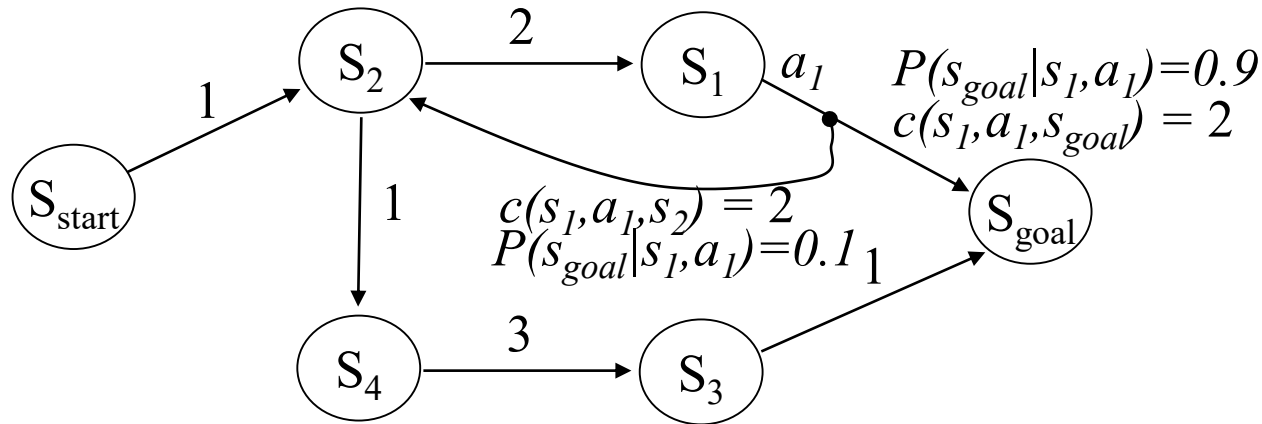 2
S2
S1
a1
P(sgoal|s1,a1)=0.9
c(s1,a1,sgoal) = 2
1
Sstart
1
c(s1,a1,s2) = 2
P(sgoal|s1,a1)=0.1
Sgoal
1
3
S4
S3